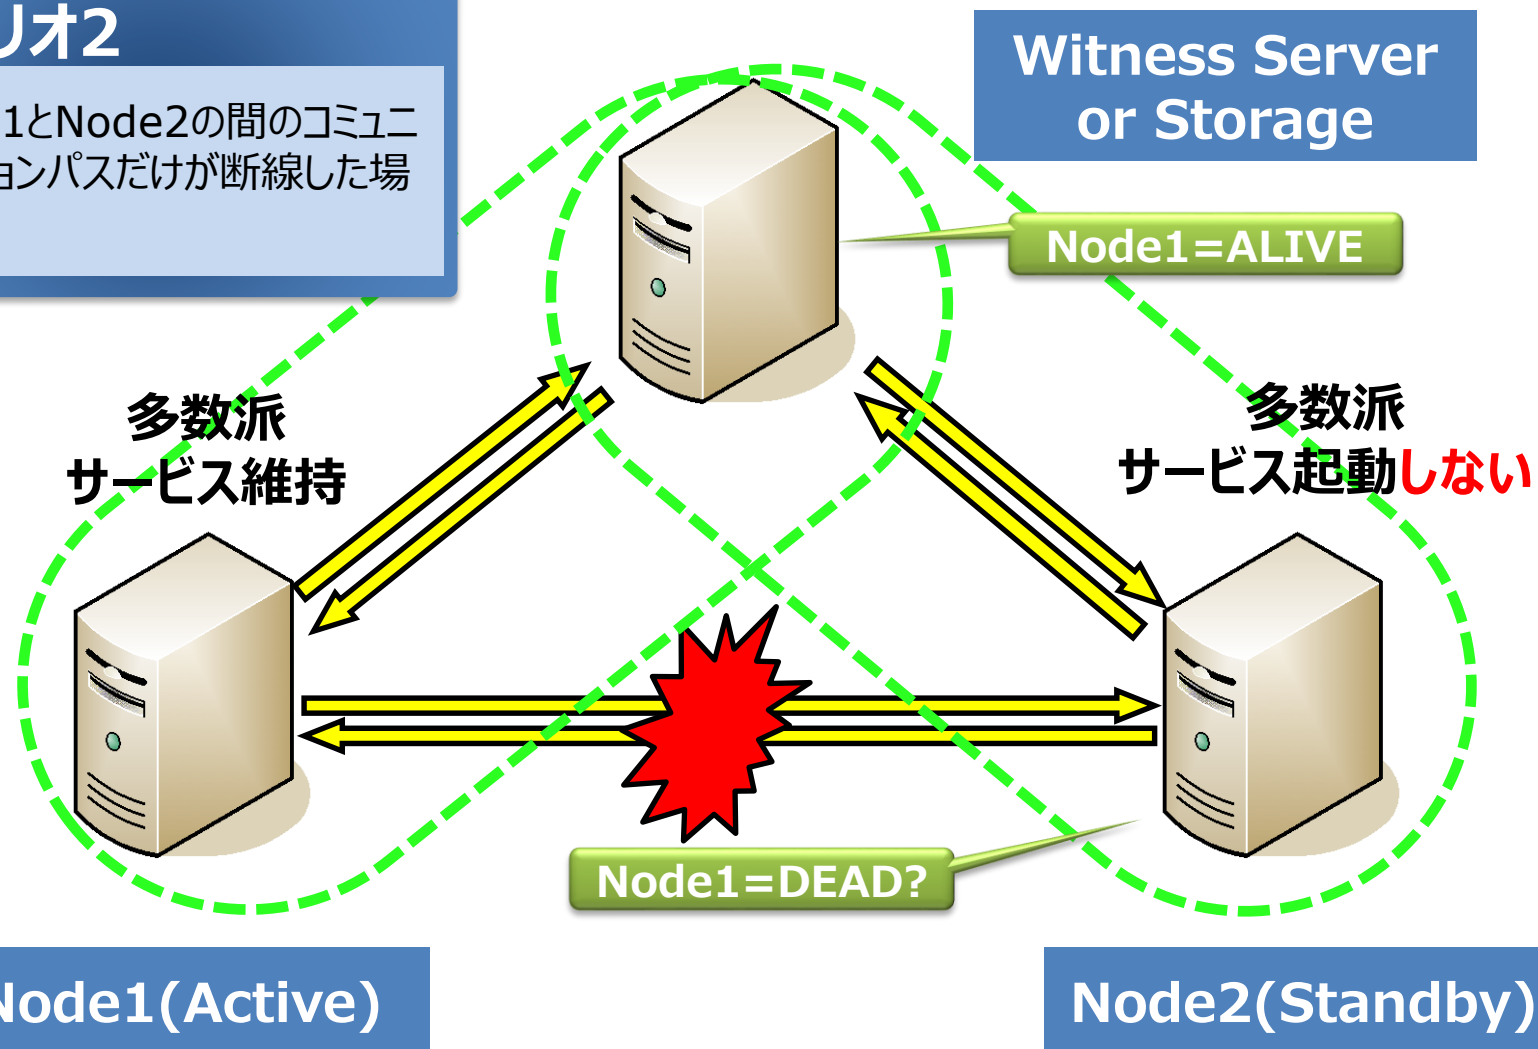 リオ2
1とNode2の間のコミュニ
ョンパスだけが断線した場
Witness Server
or Storage
Node1=ALIVE
多数派
サービス維持
多数派
サービス起動しない
Node1=DEAD?
Node1(Active)
Node2(Standby)